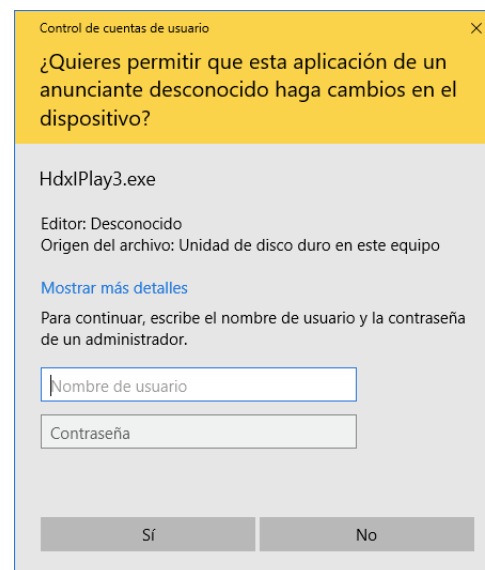 Control de cuentas de usuario
¿Quieres permitir que esta aplicación de un
anunciante desconocido haga cambios en el
dispositivo?
HdxIPlay3.exe
Editor: Desconocido
Origen del archivo: Unidad de disco duro en este equipo
Mostrar más detalles
Para continuar, escribe el nombre de usuario y la contraseña
de un administrador.
Nombre de usuario
Contraseña
Sí
No